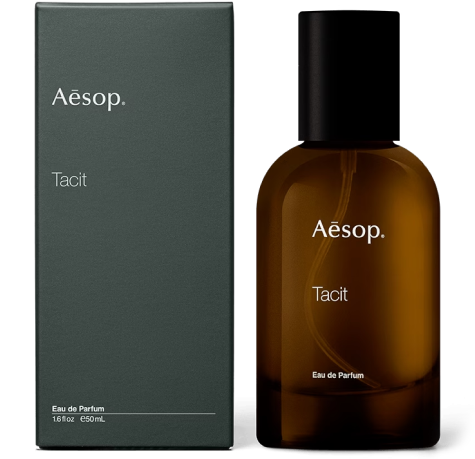 Aēsop®
Tacit
Eau de Parfum
1.6 fl oz ℮50 mL
Aēsop®
Tacit
Eau de Parfum